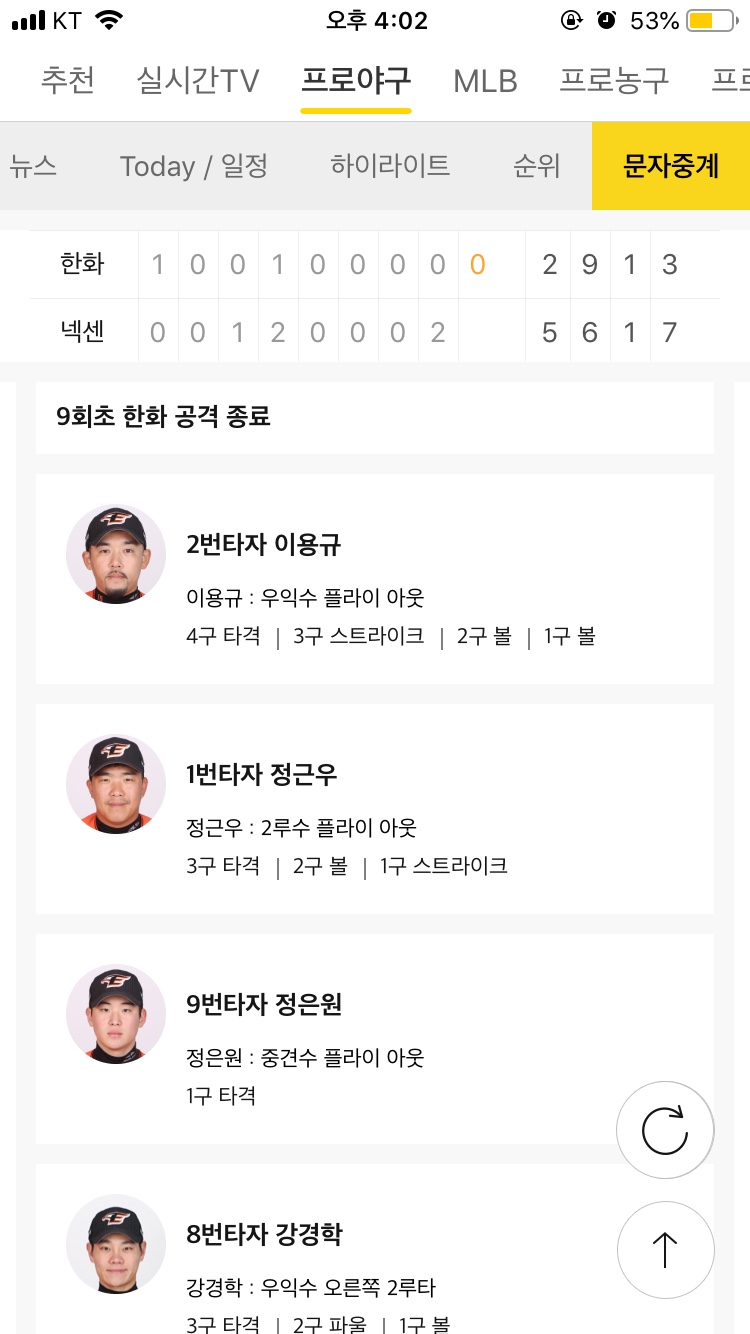 KT 오후 4:02 53%
추천 실시간TV 프로야구 MLB 프로농구 프로
뉴스 Today / 일정 하이라이트 순위 문자중계
한화 1 0 0 1 0 0 0 0 0 2 9 1 3
넥센 0 0 1 2 0 0 0 2 5 6 1 7
9회초 한화 공격 종료
2번타자 이용규
이용규 : 우익수 플라이 아웃
4구 타격 | 3구 스트라이크 | 2구 볼 | 1구 볼
1번타자 정근우
정근우 : 2루수 플라이 아웃
3구 타격 | 2구 볼 | 1구 스트라이크
9번타자 정은원
정은원 : 중견수 플라이 아웃
1구 타격
8번타자 강경학
강경학 : 우익수 오른쪽 2루타
3구 타격 | 2구 파울 | 1구 볼